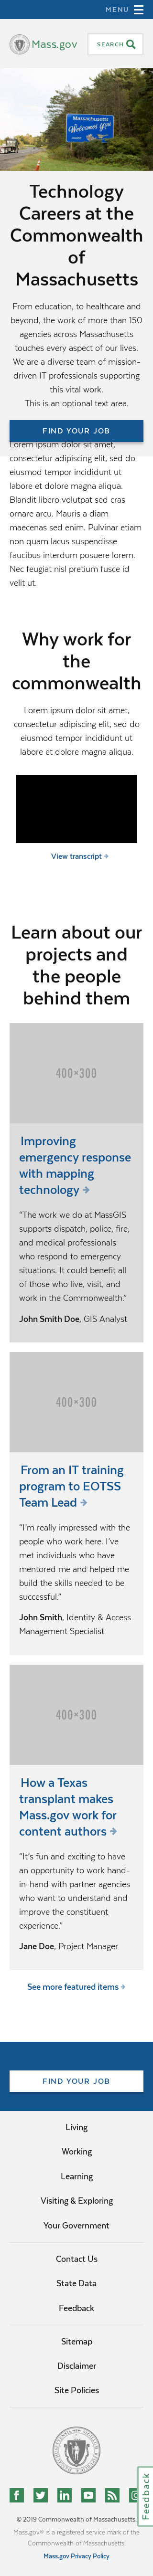 MENU
Mass.gov
SEARCH
Technology
Careers at the
Commonwealth
of
Massachusetts
From education, to healthcare and
beyond, the work of more than 150
agencies across Massachusetts
touches every aspect of our lives.
We are a diverse team of mission-
driven IT professionals supporting
this vital work.
This is an optional text area.
FIND YOUR JOB
Lorem ipsum dolor sit amet,
consectetur adipiscing elit, sed do
eiusmod tempor incididunt ut
labore et dolore magna aliqua.
Blandit libero volutpat sed cras
ornare arcu. Mauris a diam
maecenas sed enim. Pulvinar etiam
non quam lacus suspendisse
faucibus interdum posuere lorem.
Nec feugiat nisl pretium fusce id
velit ut.
Why work for
the
commonwealth
Lorem ipsum dolor sit amet,
consectetur adipiscing elit, sed do
eiusmod tempor incididunt ut
labore et dolore magna aliqua.
View transcript
Learn about our
projects and
the people
behind them
400×300
Improving
emergency response
with mapping
technology
"The work we do at MassGIS
supports dispatch, police, fire,
and medical professionals
who respond to emergency
situations. It could benefit all
of those who live, visit, and
work in the Commonwealth."
John Smith Doe, GIS Analyst
400×300
From an IT training
program to EOTSS
Team Lead
"I'm really impressed with the
people who work here. I've
met individuals who have
mentored me and helped me
build the skills needed to be
successful."
John Smith, Identity & Access
Management Specialist
400×300
How a Texas
transplant makes
Mass.gov work for
content authors
"It's fun and exciting to have
an opportunity to work hand-
in-hand with partner agencies
who want to understand and
improve the constituent
experience."
Jane Doe, Project Manager
See more featured items
FIND YOUR JOB
Living
Working
Learning
Visiting & Exploring
Your Government
Contact Us
State Data
Feedback
Sitemap
Disclaimer
Site Policies
Feedback
© 2019 Commonwealth of Massachusetts.
Mass.gov® is a registered service mark of the
Commonwealth of Massachusetts.
Mass.gov Privacy Policy